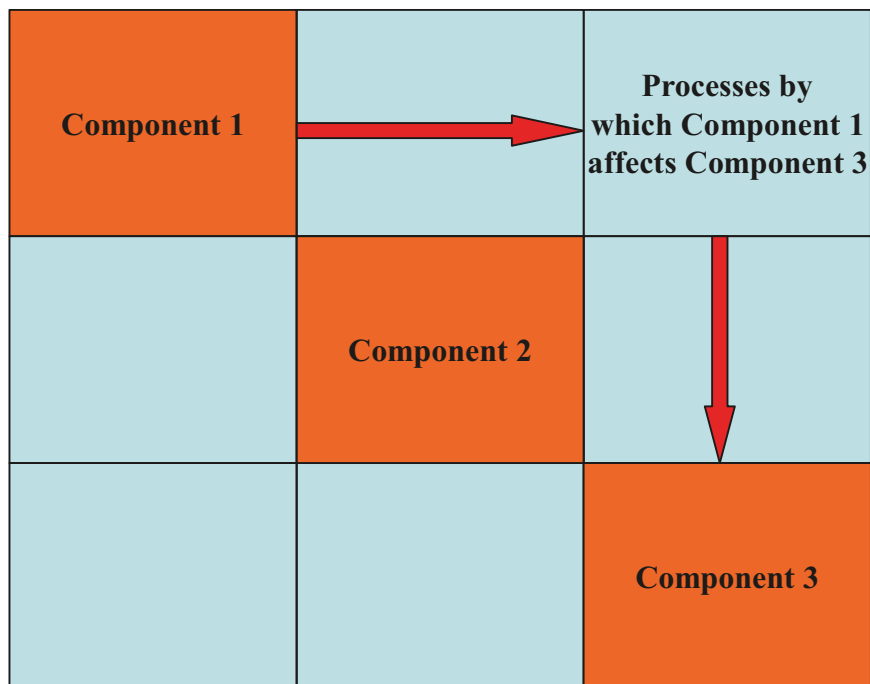 Component 1
Processes by
which Component 1
affects Component 3
Component 2
Component 3